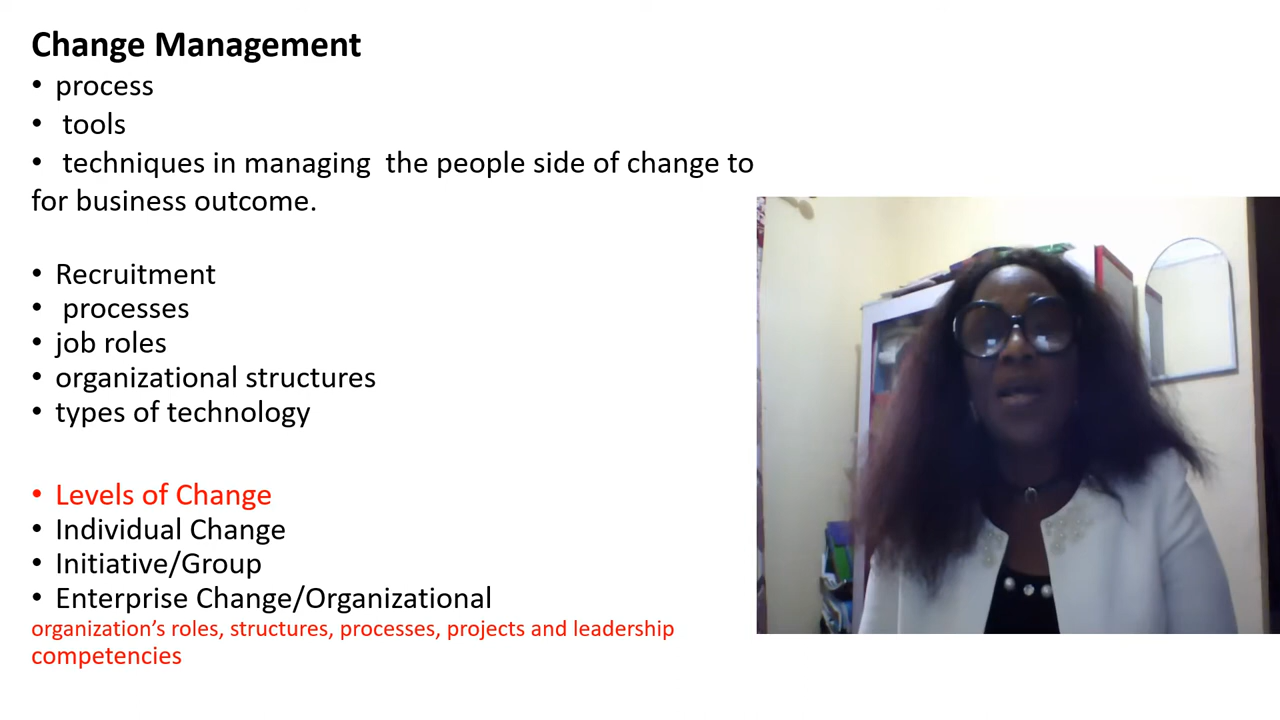 Change Management
• process
• tools
• techniques in managing the people side of change to
for business outcome.
• Recruitment
• processes
• job roles
• organizational structures
• types of technology
• Levels of Change
• Individual Change
• Initiative/Group
• Enterprise Change/Organizational
organization’s roles, structures, processes, projects and leadership
competencies